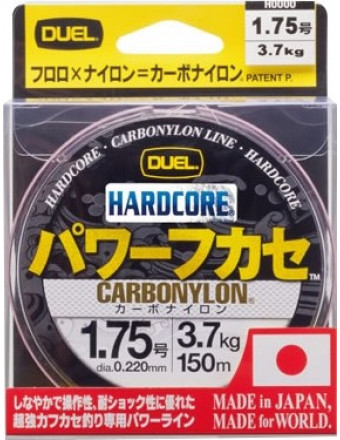 H0000
DUEL®
1.75号
3.7kg
フロロ×ナイロン=カーボナイロン® PATENT P.
HARDCORE・CARBONYLON LINE・HARDCORE
DUEL®
HARDCORE®
パワーフカセ™
CARBONYLON®
カーボナイロン
1.75号 3.7kg
dia.0.220mm 150m
しなやかで操作性、耐ショック性に優れた
超強力フカセ釣り専用パワーライン
MADE in JAPAN,
MADE for WORLD.